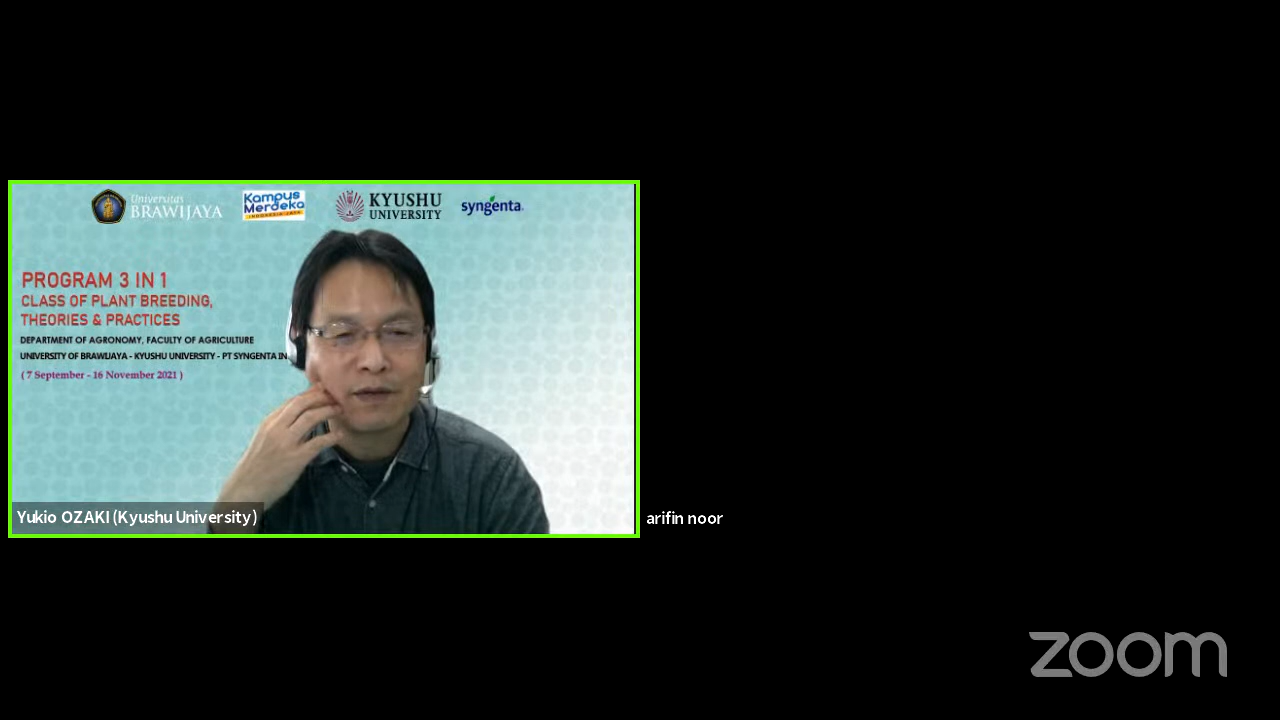 Universitas
BRAWIJAYA
Kampus
Merdeka
INDONESIA JAYA
KYUSHU
UNIVERSITY
syngenta
PROGRAM 3 IN 1
CLASS OF PLANT BREEDING,
THEORIES & PRACTICES
DEPARTMENT OF AGRONOMY, FACULTY OF AGRICULTURE
UNIVERSITY OF BRAWIJAYA - KYUSHU UNIVERSITY - PT SYNGENTA IN
( 7 September - 16 November 2021 )
Yukio OZAKI (Kyushu University)
arifin noor
zoom